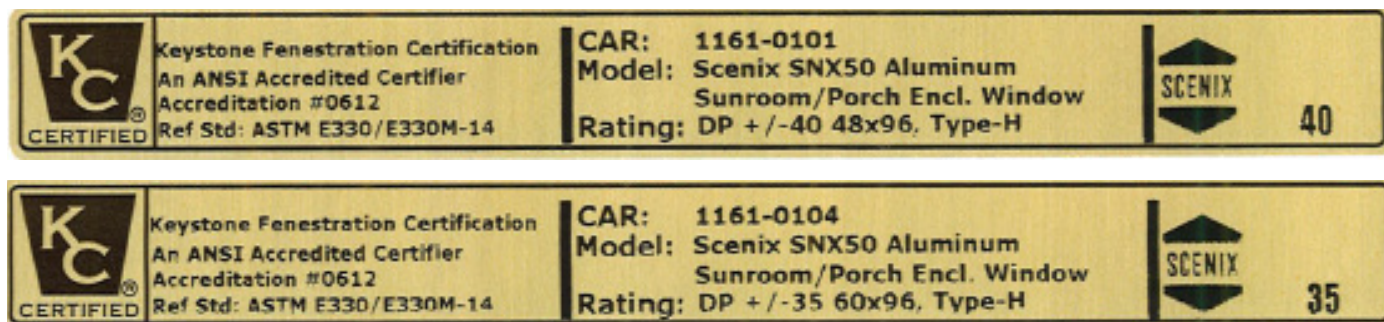 KC®
CERTIFIED
Keystone Fenestration Certification
An ANSI Accredited Certifier
Accreditation #0612
Ref Std: ASTM E330/E330M-14
CAR: 1161-0101
Model: Scenix SNX50 Aluminum
Sunroom/Porch Encl. Window
Rating: DP +/-40 48x96, Type-H
SCENIX
40
KC®
CERTIFIED
Keystone Fenestration Certification
An ANSI Accredited Certifier
Accreditation #0612
Ref Std: ASTM E330/E330M-14
CAR: 1161-0104
Model: Scenix SNX50 Aluminum
Sunroom/Porch Encl. Window
Rating: DP +/-35 60x96, Type-H
SCENIX
35